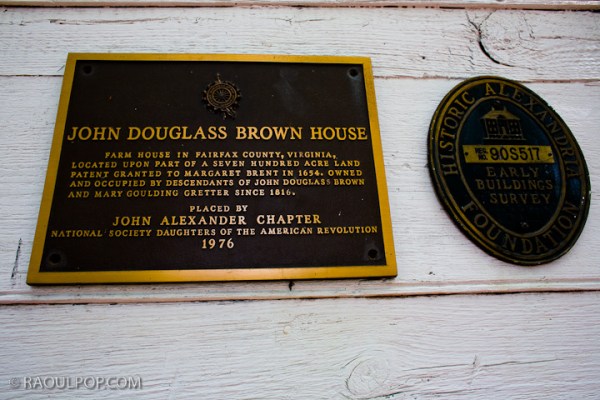 JOHN DOUGLASS BROWN HOUSE
FARM HOUSE IN FAIRFAX COUNTY, VIRGINIA,
LOCATED UPON PART OF A SEVEN HUNDRED ACRE LAND
PATENT GRANTED TO MARGARET BRENT IN 1654. OWNED
AND OCCUPIED BY DESCENDANTS OF JOHN DOUGLASS BROWN
AND MARY GOULDING GRETTER SINCE 1816.
PLACED BY
JOHN ALEXANDER CHAPTER
NATIONAL SOCIETY DAUGHTERS OF THE AMERICAN REVOLUTION
1976
HISTORIC ALEXANDRIA
REG. NO. 90S517
EARLY
BUILDINGS
SURVEY
FOUNDATION
© RAOULPOP.COM